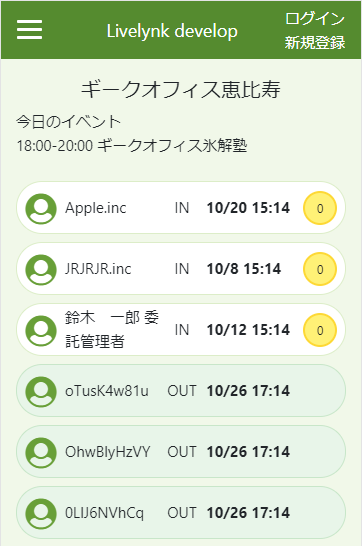 Livelynk develop
ログイン
新規登録
ギークオフィス恵比寿
今日のイベント
18:00-20:00 ギークオフィス氷解塾
Apple.inc IN 10/20 15:14 0
JRJRJR.inc IN 10/8 15:14 0
鈴木　一郎 委
託管理者 IN 10/12 15:14 0
oTusK4w81u OUT 10/26 17:14
OhwBlyHzVY OUT 10/26 17:14
0LIJ6NVhCq OUT 10/26 17:14